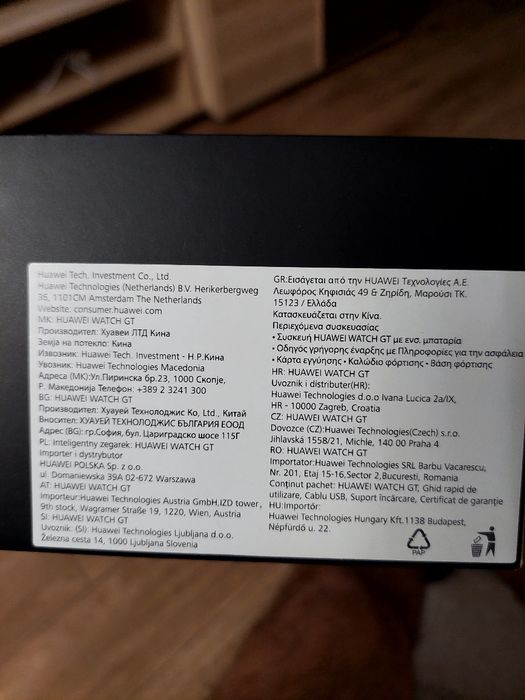 Huawei Tech. Investment Co., Ltd.
Huawei Technologies (Netherlands) B.V. Herikerbergweg
36, 1101CM Amsterdam The Netherlands
Website: consumer.huawei.com
MK: HUAWEI WATCH GT
Производител: Хуавеи ЛТД Кина
Земја на потекло: Кина
Извозник: Huawei Tech. Investment - Н.Р.Кина
Увозник: Huawei Technologies Macedonia
Адреса (МК):Ул.Пиринска бр.23, 1000 Скопје,
Р. Македонија Телефон: +389 2 3241 300
BG: HUAWEI WATCH GT
Производител: Хуауей Технолоджис Ко, Ltd., Китай
Вносител: ХУАУЕЙ ТЕХНОЛОДЖИС БЪЛГАРИЯ ЕООД
Адрес (BG): гр.София, бул. Цариградско шосе 115Г
PL: Inteligentny zegarek: HUAWEI WATCH GT
Importer i dystrybutor
HUAWEI POLSKA Sp. z o.o.
ul. Domaniewska 39A 02-672 Warszawa
AT: HUAWEI WATCH GT
Importeur:Huawei Technologies Austria GmbH,IZD tower,
9th stock, Wagramer Straße 19, 1220, Wien, Austria
SI: HUAWEI WATCH GT
Uvoznik: (SI): Huawei Technologies Ljubljana d.o.o.
Železna cesta 14, 1000 Ljubljana Slovenia
GR:Εισάγεται από την HUAWEI Τεχνολογίες Α.Ε.
Λεωφόρος Κηφισιάς 49 & Ζηρίδη, Μαρούσι ΤΚ.
15123 / Ελλάδα
Κατασκευάζεται στην Κίνα.
Περιεχόμενα συσκευασίας
• Συσκευή HUAWEI WATCH GT με ενσ. μπαταρία
• Οδηγός γρήγορης έναρξης με Πληροφορίες για την ασφάλεια
• Κάρτα εγγύησης • Καλώδιο φόρτισης • Βάση φόρτισης
HR: HUAWEI WATCH GT
Uvoznik i distributer(HR):
Huawei Technologies d.o.o Ivana Lucica 2a/IX,
HR - 10000 Zagreb, Croatia
CZ: HUAWEI WATCH GT
Dovozce (CZ):Huawei Technologies(Czech) s.r.o.
Jihlavská 1558/21, Michle, 140 00 Praha 4
RO: HUAWEI WATCH GT
Importator:Huawei Technologies SRL Barbu Vacarescu,
Nr. 201, Etaj 15-16,Sector 2,Bucuresti, Romania
Conţinut pachet: HUAWEI WATCH GT, Ghid rapid de
utilizare, Cablu USB, Suport încărcare, Certificat de garanţie
HU:Importőr:
Huawei Technologies Hungary Kft.1138 Budapest,
Népfürdő u. 22.
PAP